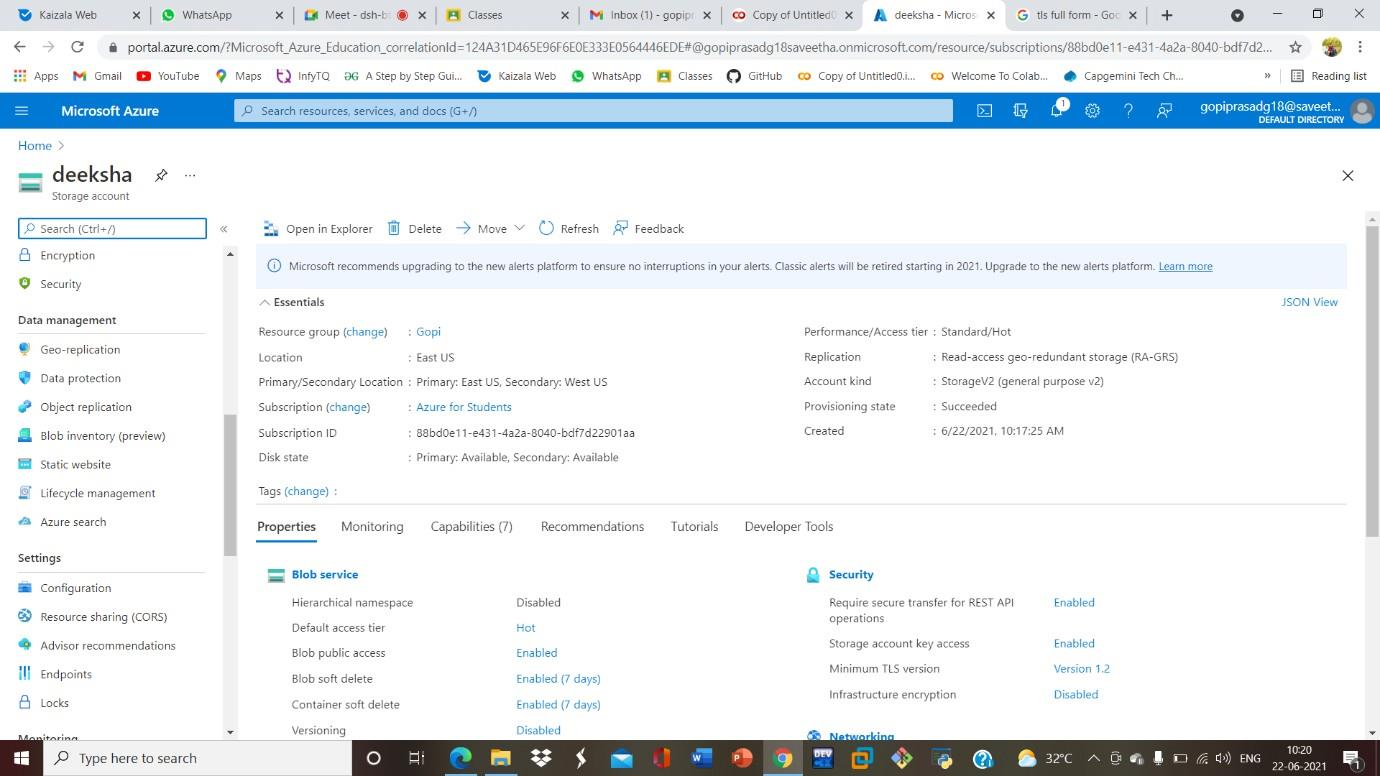 Kaizala Web
WhatsApp
Meet - dsh-b
Classes
Inbox (1) - gopipr
Copy of Untitled0
deeksha - Micros
tls full form - Goo
portal.azure.com/?Microsoft_Azure_Education_correlationId=124A31D465E96F6E0E333E0564446EDE#@gopiprasadg18saveetha.onmicrosoft.com/resource/subscriptions/88bd0e11-e431-4a2a-8040-bdf7d2...
Apps
Gmail
YouTube
Maps
InfyTQ
A Step by Step Gui...
Kaizala Web
WhatsApp
Classes
GitHub
Copy of Untitled0.i...
Welcome To Colab...
Capgemini Tech Ch...
»
Reading list
Microsoft Azure
Search resources, services, and docs (G+/)
1
gopiprasadg18@saveet...
DEFAULT DIRECTORY
Home >
deeksha
...
Storage account
Search (Ctrl+/)
«
Encryption
Security
Data management
Geo-replication
Data protection
Object replication
Blob inventory (preview)
Static website
Lifecycle management
Azure search
Settings
Configuration
Resource sharing (CORS)
Advisor recommendations
Endpoints
Locks
Monitoring
Open in Explorer
Delete
Move
Refresh
Feedback
Microsoft recommends upgrading to the new alerts platform to ensure no interruptions in your alerts. Classic alerts will be retired starting in 2021. Upgrade to the new alerts platform. Learn more
Essentials
JSON View
Resource group (change) : Gopi
Location : East US
Primary/Secondary Location : Primary: East US, Secondary: West US
Subscription (change) : Azure for Students
Subscription ID : 88bd0e11-e431-4a2a-8040-bdf7d22901aa
Disk state : Primary: Available, Secondary: Available
Performance/Access tier : Standard/Hot
Replication : Read-access geo-redundant storage (RA-GRS)
Account kind : StorageV2 (general purpose v2)
Provisioning state : Succeeded
Created : 6/22/2021, 10:17:25 AM
Tags (change) :
Properties
Monitoring
Capabilities (7)
Recommendations
Tutorials
Developer Tools
Blob service
Hierarchical namespace Disabled
Default access tier Hot
Blob public access Enabled
Blob soft delete Enabled (7 days)
Container soft delete Enabled (7 days)
Versioning Disabled
Security
Require secure transfer for REST API operations Enabled
Storage account key access Enabled
Minimum TLS version Version 1.2
Infrastructure encryption Disabled
Networking
Type here to search
DEV
32°C
ENG
10:20
22-06-2021
1